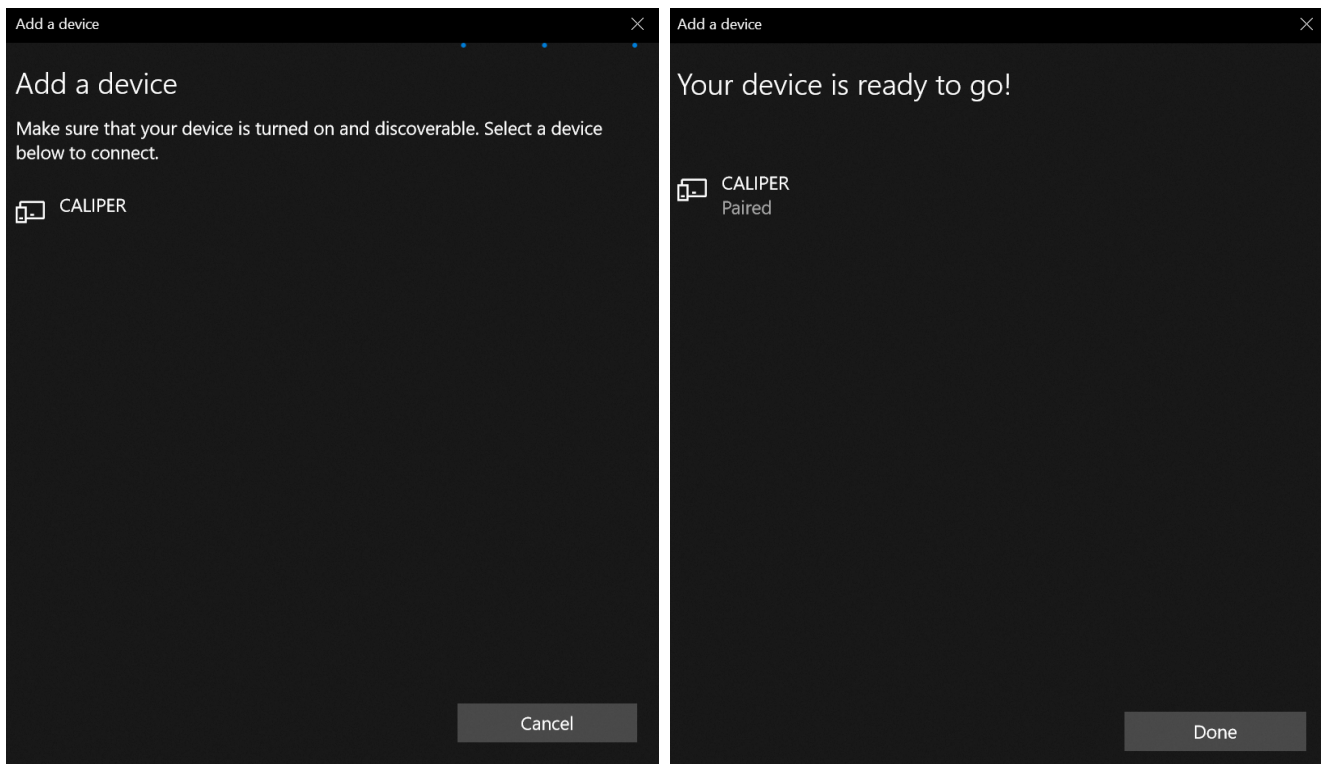 Add a device
Add a device
Make sure that your device is turned on and discoverable. Select a device
below to connect.
CALIPER
Cancel
Add a device
Your device is ready to go!
CALIPER
Paired
Done